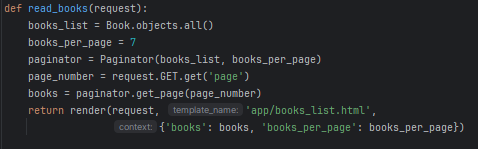 def read_books(request):
    books_list = Book.objects.all()
    books_per_page = 7
    paginator = Paginator(books_list, books_per_page)
    page_number = request.GET.get('page')
    books = paginator.get_page(page_number)
    return render(request, template_name: 'app/books_list.html',
                  context: {'books': books, 'books_per_page': books_per_page})